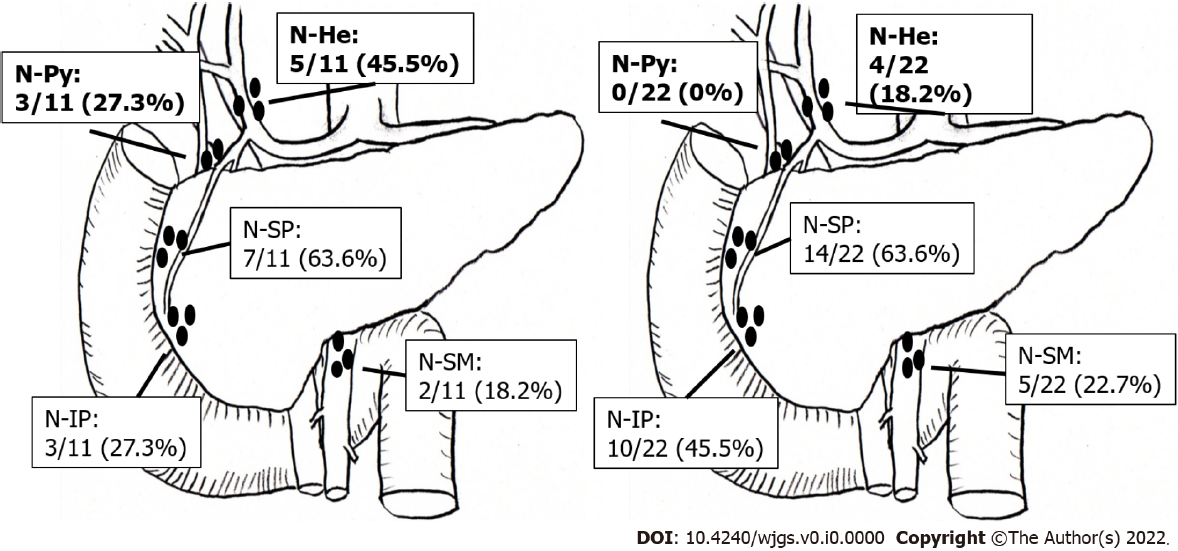 N-He:
5/11 (45.5%)
N-Py:
3/11 (27.3%)
N-SP:
7/11 (63.6%)
N-SM:
2/11 (18.2%)
N-IP:
3/11 (27.3%)
N-He:
4/22
(18.2%)
N-Py:
0/22 (0%)
N-SP:
14/22 (63.6%)
N-SM:
5/22 (22.7%)
N-IP:
10/22 (45.5%)
DOI: 10.4240/wjgs.v0.i0.0000 Copyright ©The Author(s) 2022.